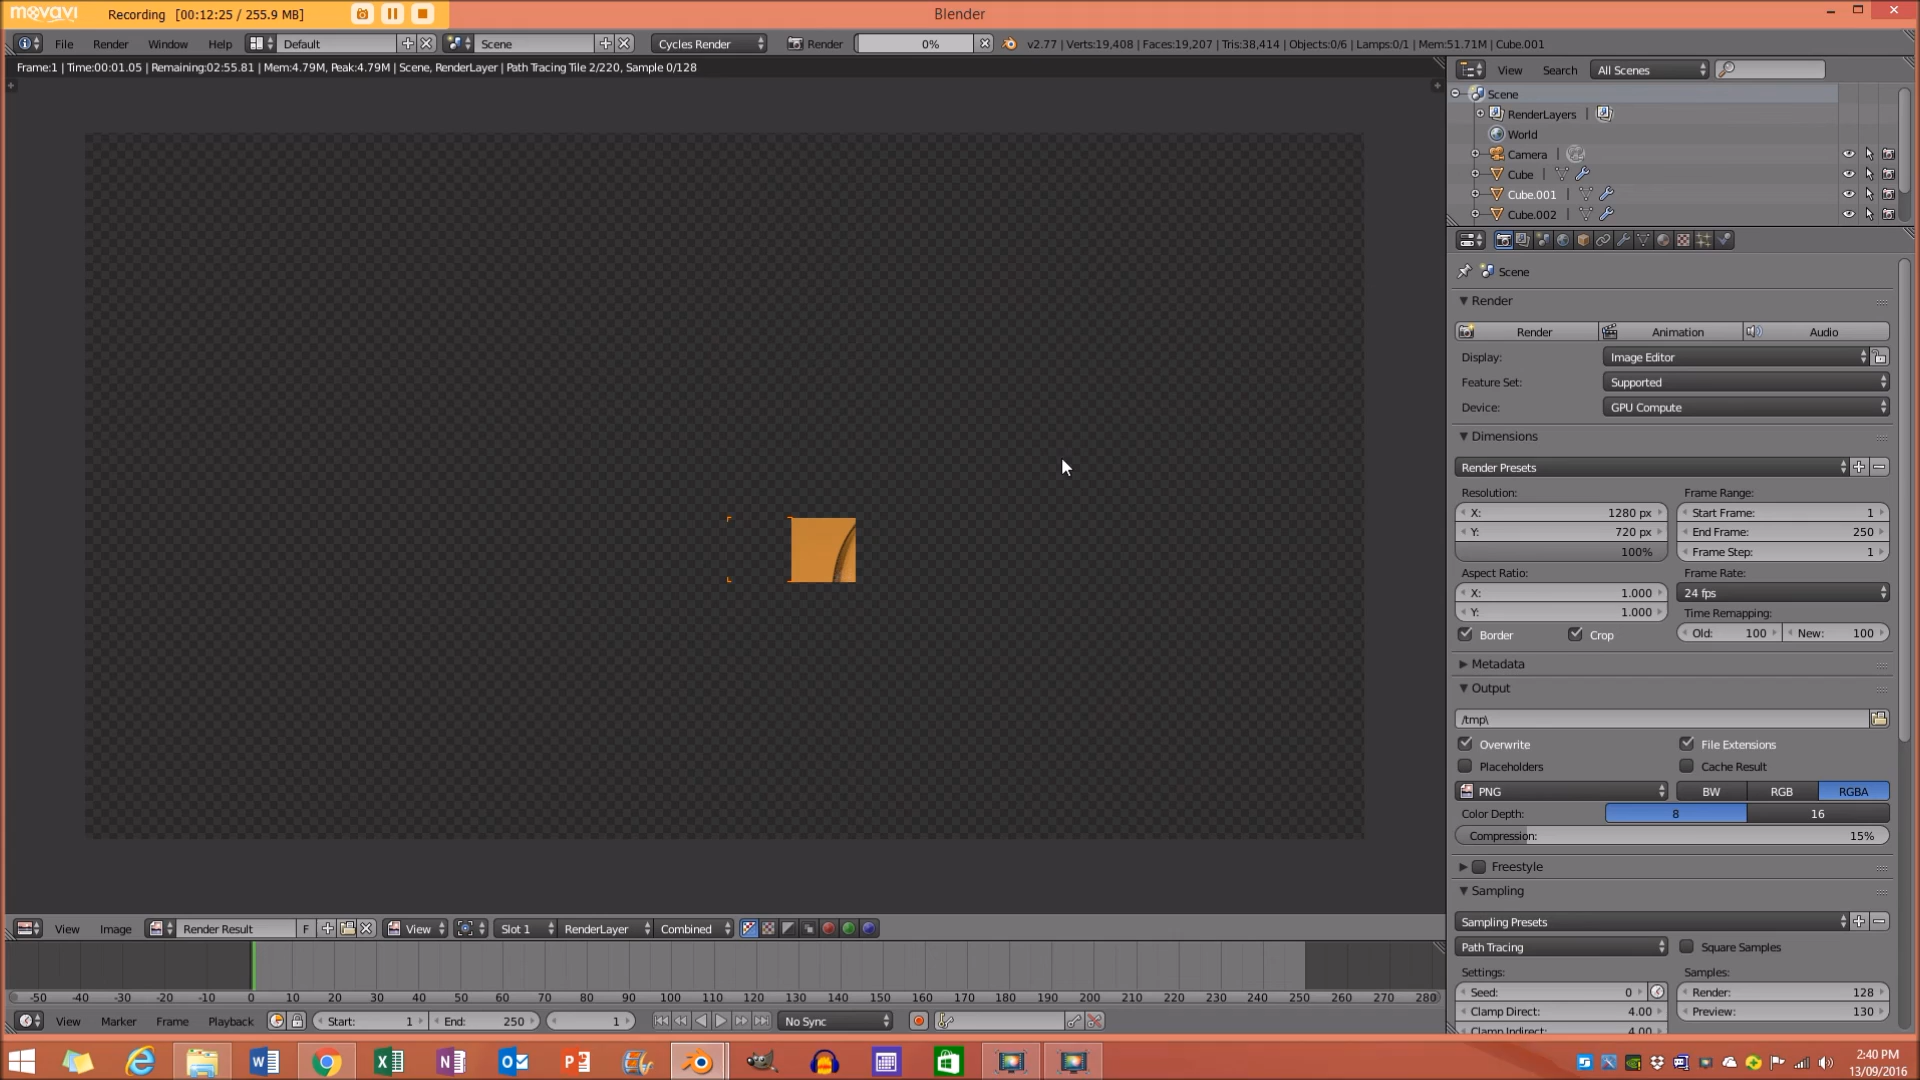 movavi Recording [00:12:25 / 255.9 MB] Blender
File Render Window Help Default Scene Cycles Render Render 0% v2.77 | Verts:19,408 | Faces:19,207 | Tris:38,414 | Objects:0/6 | Lamps:0/1 | Mem:51.71M | Cube.001
Frame:1 | Time:00:01.05 | Remaining:02:55.81 | Mem:4.79M, Peak:4.79M | Scene, RenderLayer | Path Tracing Tile 2/220, Sample 0/128
View Search All Scenes
Scene
RenderLayers |
World
Camera |
Cube |
Cube.001 |
Cube.002 |
Scene
Render
Render Animation Audio
Display: Image Editor
Feature Set: Supported
Device: GPU Compute
Dimensions
Render Presets
Resolution: Frame Range:
X: 1280 px Start Frame: 1
Y: 720 px End Frame: 250
100% Frame Step: 1
Aspect Ratio: Frame Rate:
X: 1.000 24 fps
Y: 1.000 Time Remapping:
Border Crop Old: 100 New: 100
Metadata
Output
/tmp\
Overwrite File Extensions
Placeholders Cache Result
PNG BW RGB RGBA
Color Depth: 8 16
Compression: 15%
Freestyle
Sampling
Sampling Presets
Path Tracing Square Samples
Settings: Samples:
Seed: 0 Render: 128
Clamp Direct: 4.00 Preview: 130
Clamp Indirect: 4.00
View Image Render Result F View Slot 1 RenderLayer Combined
-50 -40 -30 -20 -10 0 10 20 30 40 50 60 70 80 90 100 110 120 130 140 150 160 170 180 190 200 210 220 230 240 250 260 270 280
View Marker Frame Playback Start: 1 End: 250 1 No Sync
2:40 PM
13/09/2016